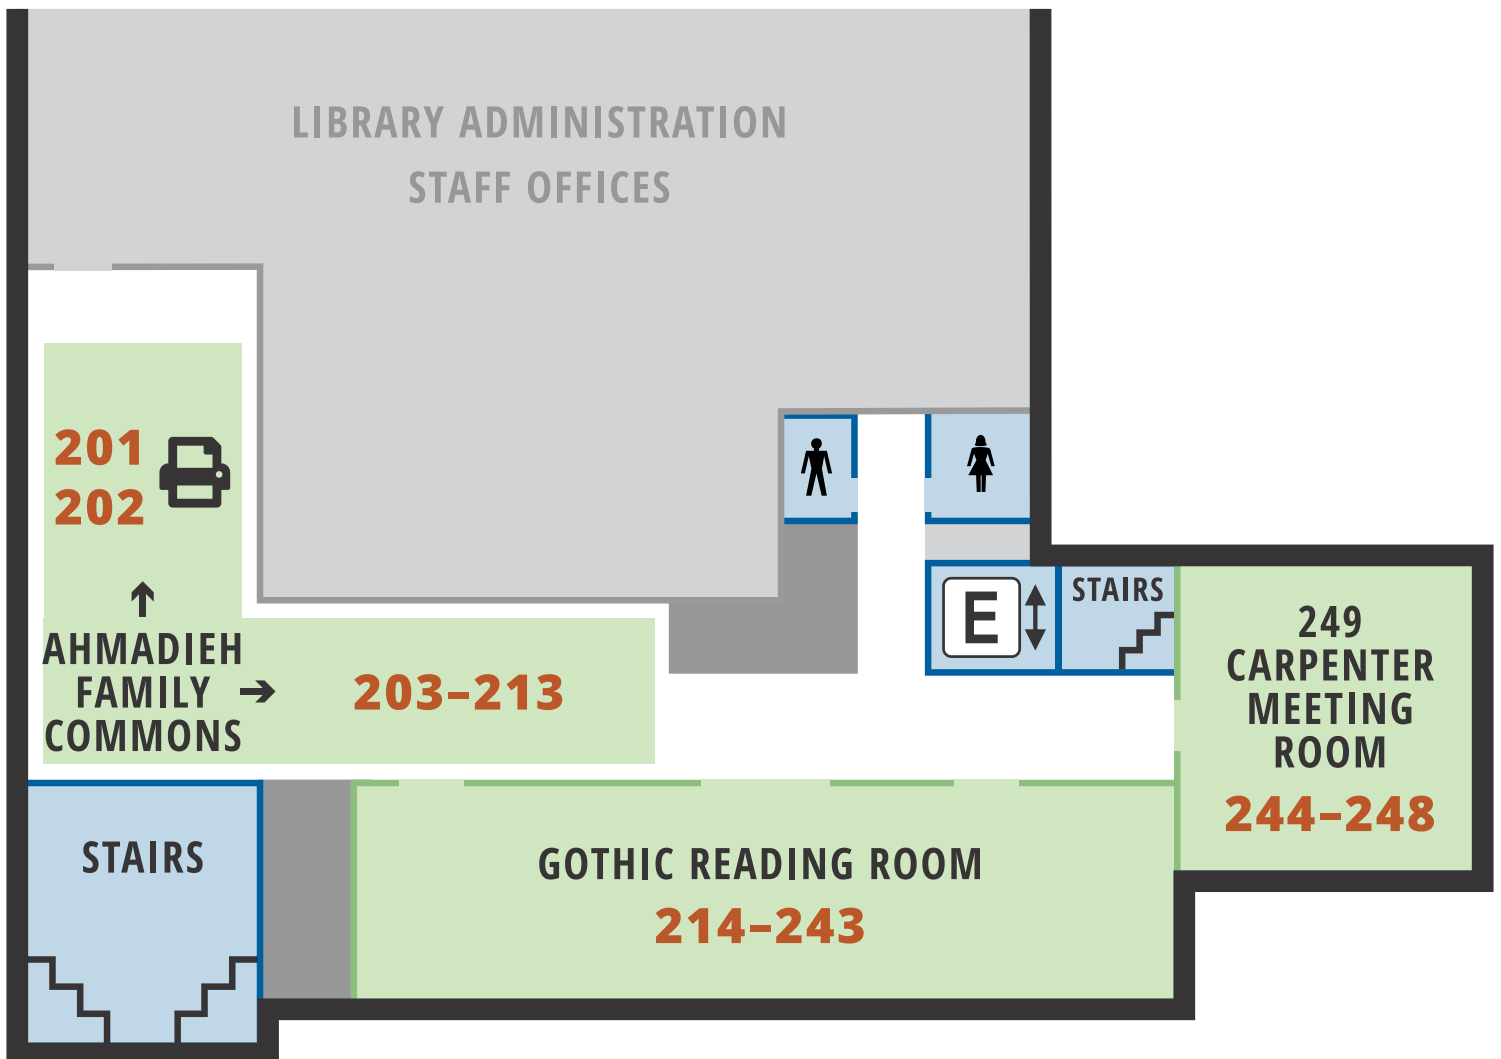 LIBRARY ADMINISTRATION
STAFF OFFICES
201
202
AHMADIEH
FAMILY
COMMONS
203–213
E
STAIRS
249
CARPENTER
MEETING
ROOM
244–248
STAIRS
GOTHIC READING ROOM
214–243